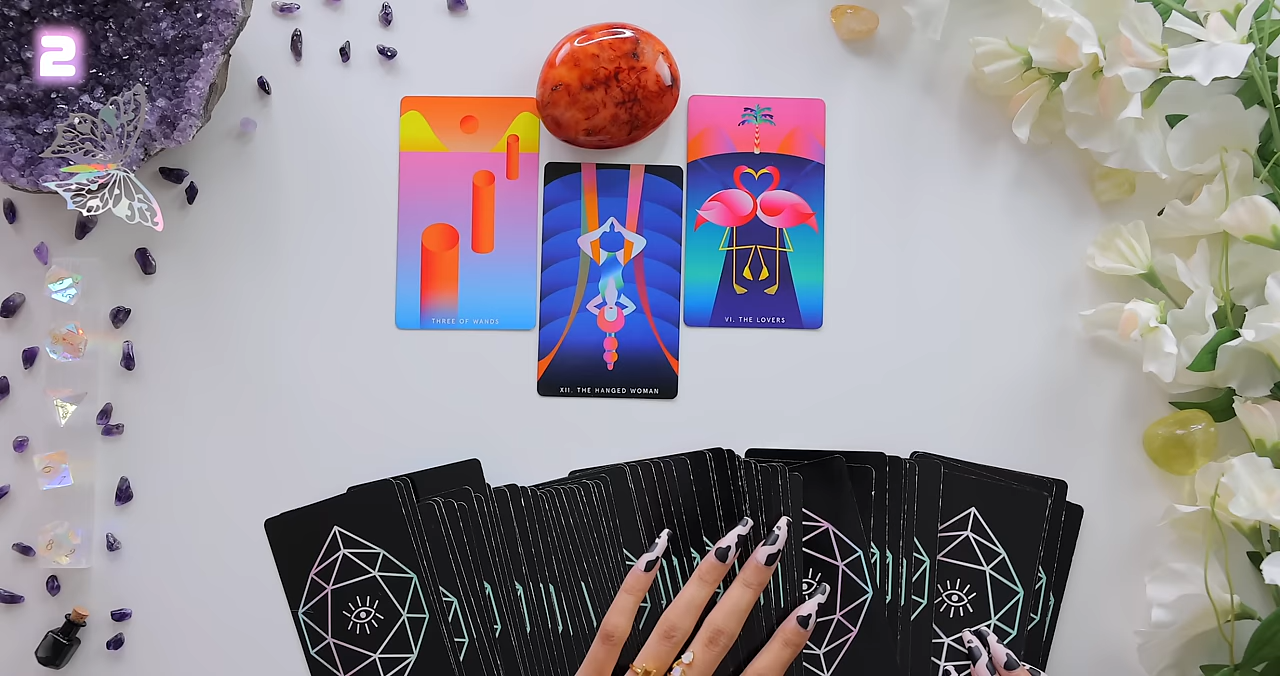 2
THREE OF WANDS
XII. THE HANGED WOMAN
VI. THE LOVERS